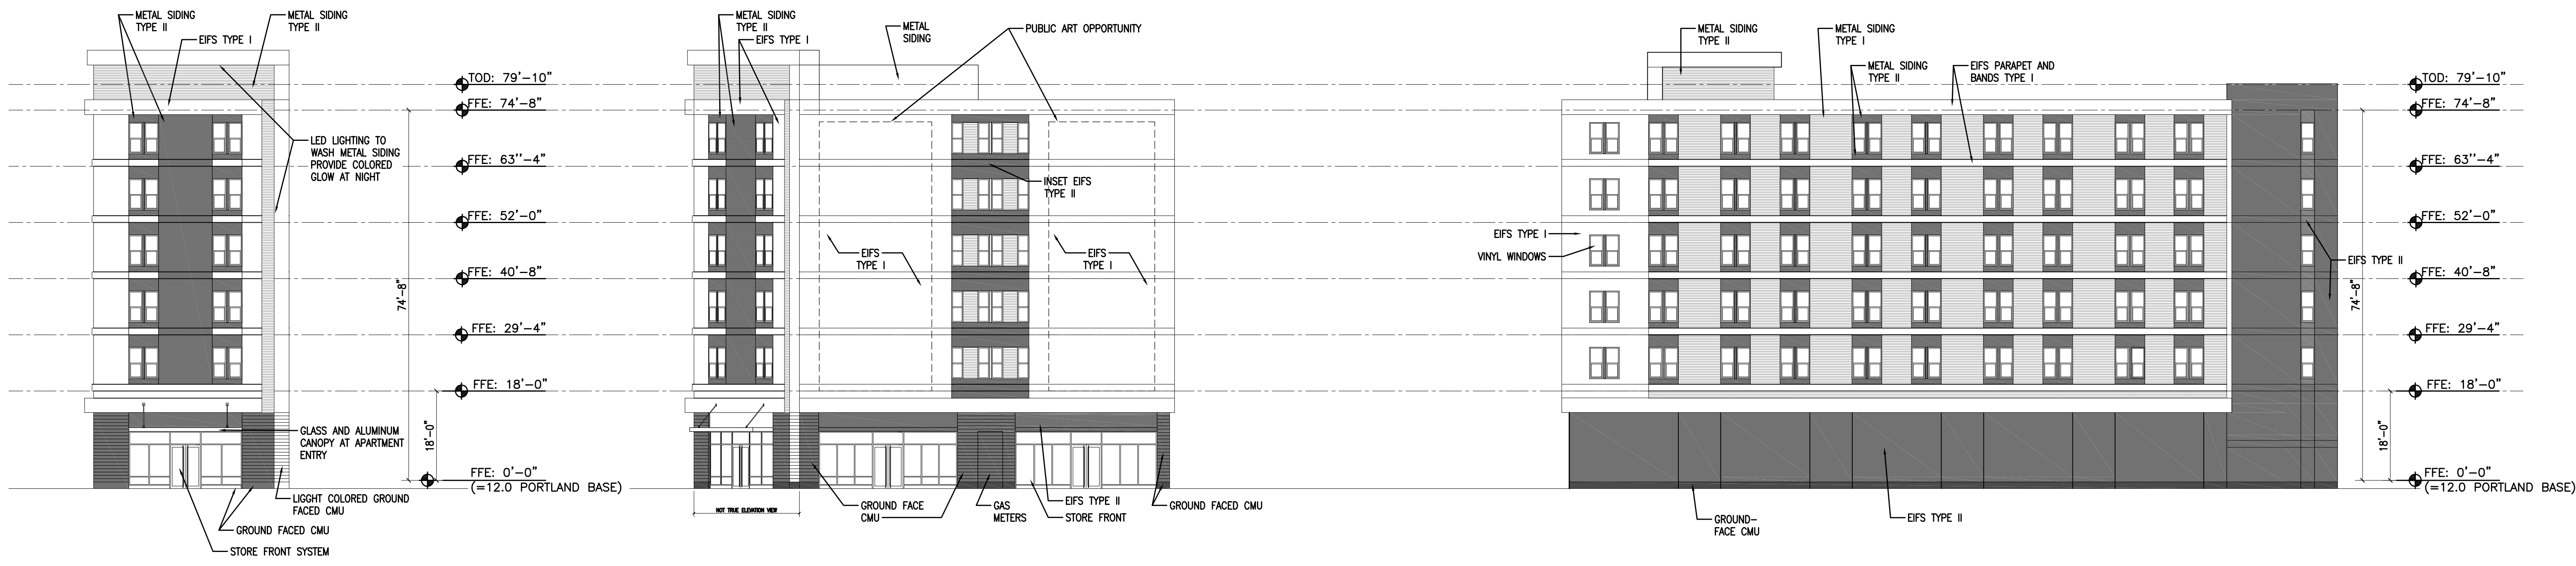 METAL SIDING
TYPE II
EIFS TYPE I
METAL SIDING
TYPE II
TOD: 79'-10"
FFE: 74'-8"
LED LIGHTING TO
WASH METAL SIDING
PROVIDE COLORED
GLOW AT NIGHT
FFE: 63''-4"
FFE: 52'-0"
FFE: 40'-8"
74'-8"
FFE: 29'-4"
FFE: 18'-0"
GLASS AND ALUMINUM
CANOPY AT APARTMENT
ENTRY
18'-0"
FFE: 0'-0"
(=12.0 PORTLAND BASE)
LIGGHT COLORED GROUND
FACED CMU
GROUND FACED CMU
STORE FRONT SYSTEM
METAL SIDING
TYPE II
EIFS TYPE I
METAL
SIDING
PUBLIC ART OPPORTUNITY
INSET EIFS
TYPE II
EIFS
TYPE I
EIFS
TYPE I
NOT TRUE ELEVATION VIEW
GROUND FACE
CMU
GAS
METERS
EIFS TYPE II
STORE FRONT
GROUND FACED CMU
METAL SIDING
TYPE II
METAL SIDING
TYPE I
METAL SIDING
TYPE II
EIFS PARAPET AND
BANDS TYPE I
EIFS TYPE I
VINYL WINDOWS
EIFS TYPE II
TOD: 79'-10"
FFE: 74'-8"
FFE: 63''-4"
FFE: 52'-0"
FFE: 40'-8"
74'-8"
FFE: 29'-4"
FFE: 18'-0"
18'-0"
FFE: 0'-0"
(=12.0 PORTLAND BASE)
GROUND-
FACE CMU
EIFS TYPE II